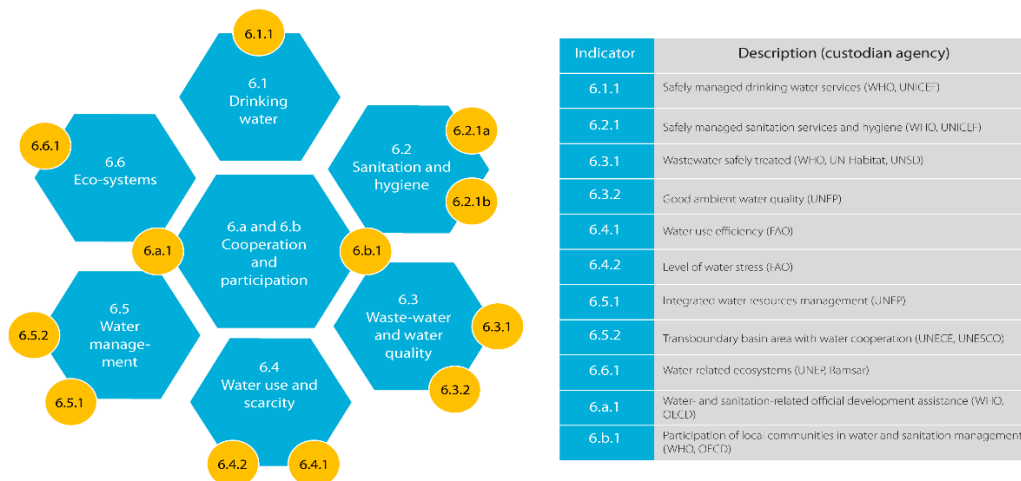 6.1.1
6.1
Drinking
water
6.2.1a
6.2
Sanitation and
hygiene
6.2.1b
6.6.1
6.6
Eco-systems
6.a and 6.b
Cooperation
and
participation
6.a.1
6.b.1
6.5
Water
manage-
ment
6.5.2
6.5.1
6.3
Waste-water
and water
quality
6.3.1
6.3.2
6.4
Water use and
scarcity
6.4.2
6.4.1
Indicator Description (custodian agency)
6.1.1 Safely managed drinking water services (WHO, UNICEF)
6.2.1 Safely managed sanitation services and hygiene (WHO, UNICEF)
6.3.1 Wastewater safely treated (WHO, UN Habitat, UNSD)
6.3.2 Good ambient water quality (UNEP)
6.4.1 Water use efficiency (FAO)
6.4.2 Level of water stress (FAO)
6.5.1 Integrated water resources management (UNEP)
6.5.2 Transboundary basin area with water cooperation (UNECE, UNESCO)
6.6.1 Water related ecosystems (UNEP, Ramsar)
6.a.1 Water- and sanitation-related official development assistance (WHO,
OECD)
6.b.1 Participation of local communities in water and sanitation management
(WHO, OECD)